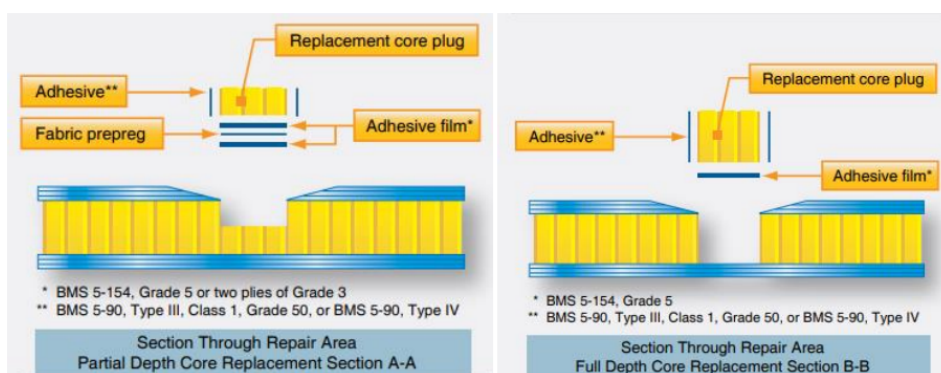 Replacement core plug
Adhesive**
Fabric prepreg
Adhesive film*
* BMS 5-154, Grade 5 or two plies of Grade 3
** BMS 5-90, Type III, Class 1, Grade 50, or BMS 5-90, Type IV
Section Through Repair Area
Partial Depth Core Replacement Section A-A
Replacement core plug
Adhesive**
Adhesive film*
* BMS 5-154, Grade 5
** BMS 5-90, Type III, Class 1, Grade 50, or BMS 5-90, Type IV
Section Through Repair Area
Full Depth Core Replacement Section B-B